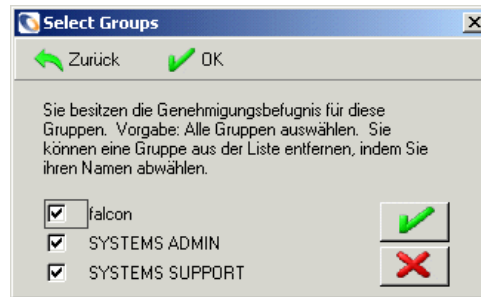 Select Groups
Zurück OK
Sie besitzen die Genehmigungsbefugnis für diese
Gruppen. Vorgabe: Alle Gruppen auswählen. Sie
können eine Gruppe aus der Liste entfernen, indem Sie
ihren Namen abwählen.
falcon
SYSTEMS ADMIN
SYSTEMS SUPPORT